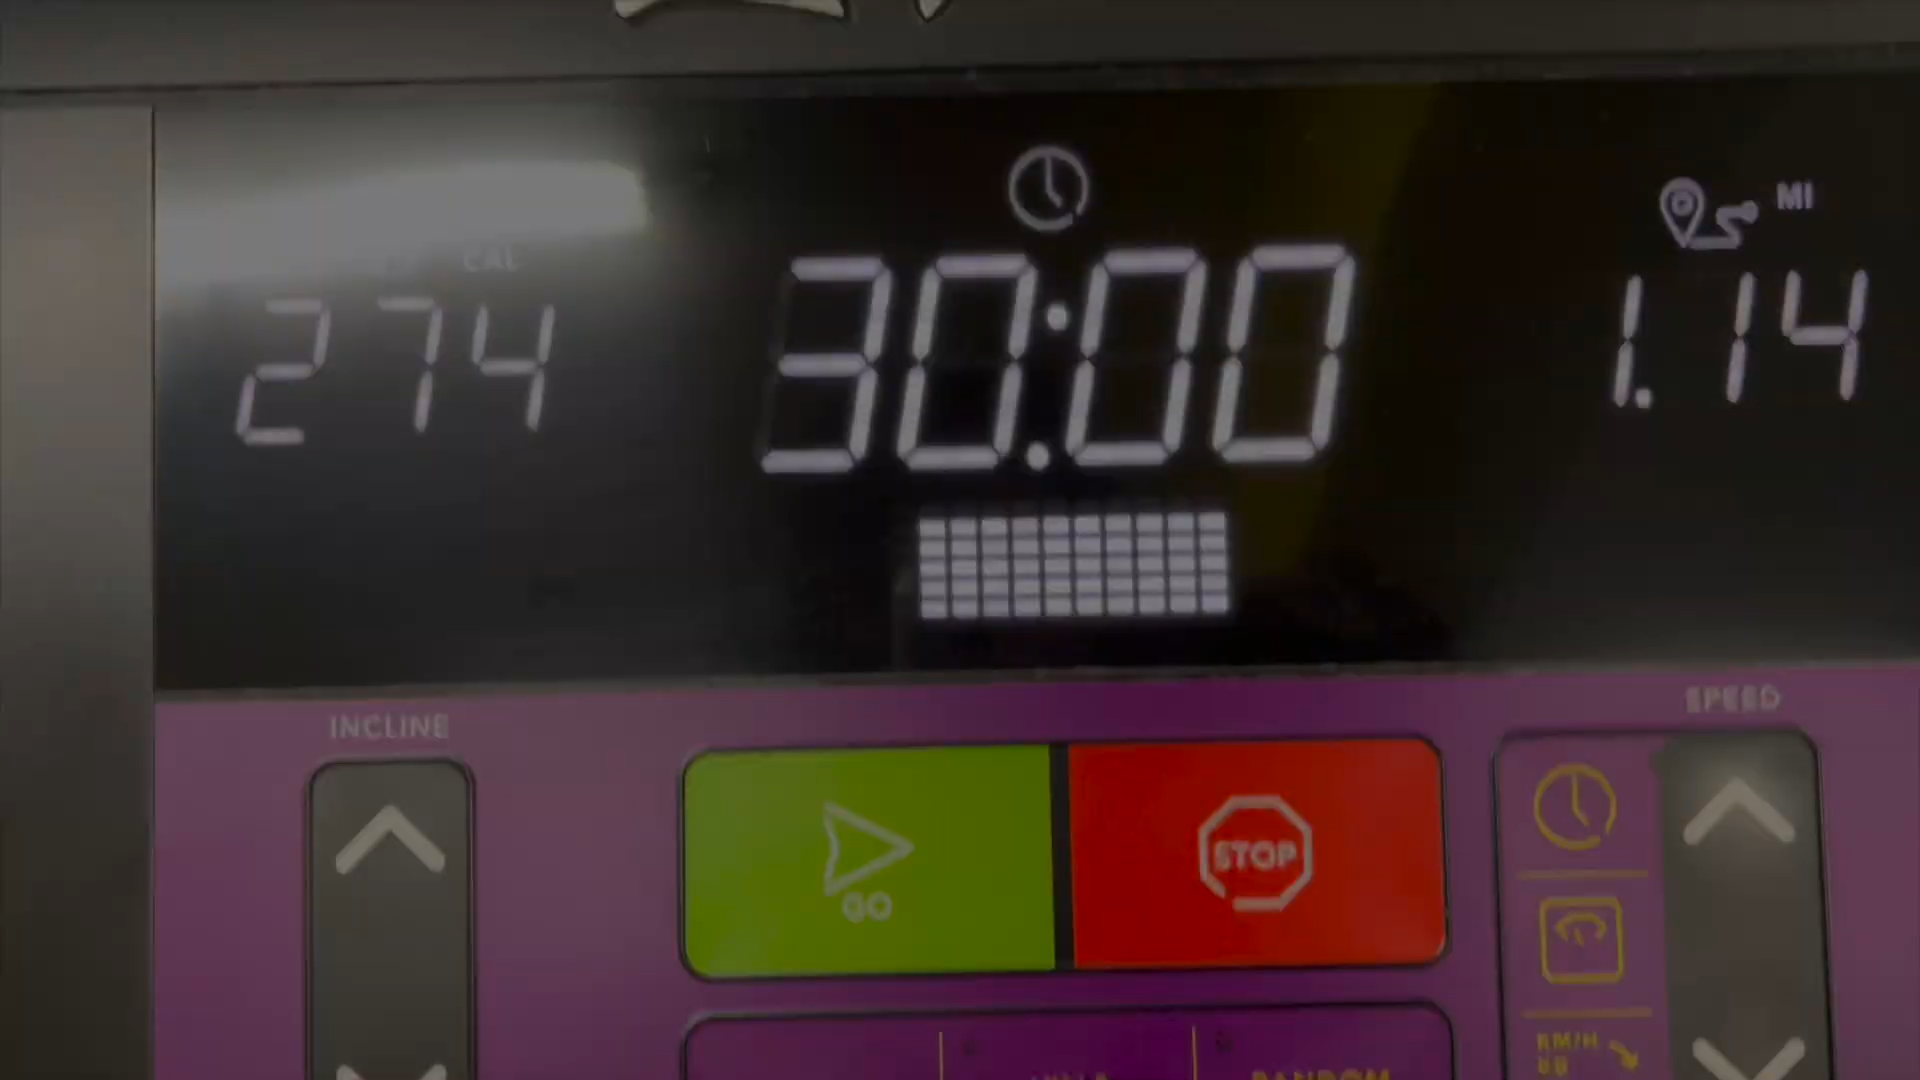 MI
CAL
274
30:00
1.14
INCLINE
SPEED
GO
STOP
KM/H
RANDOM